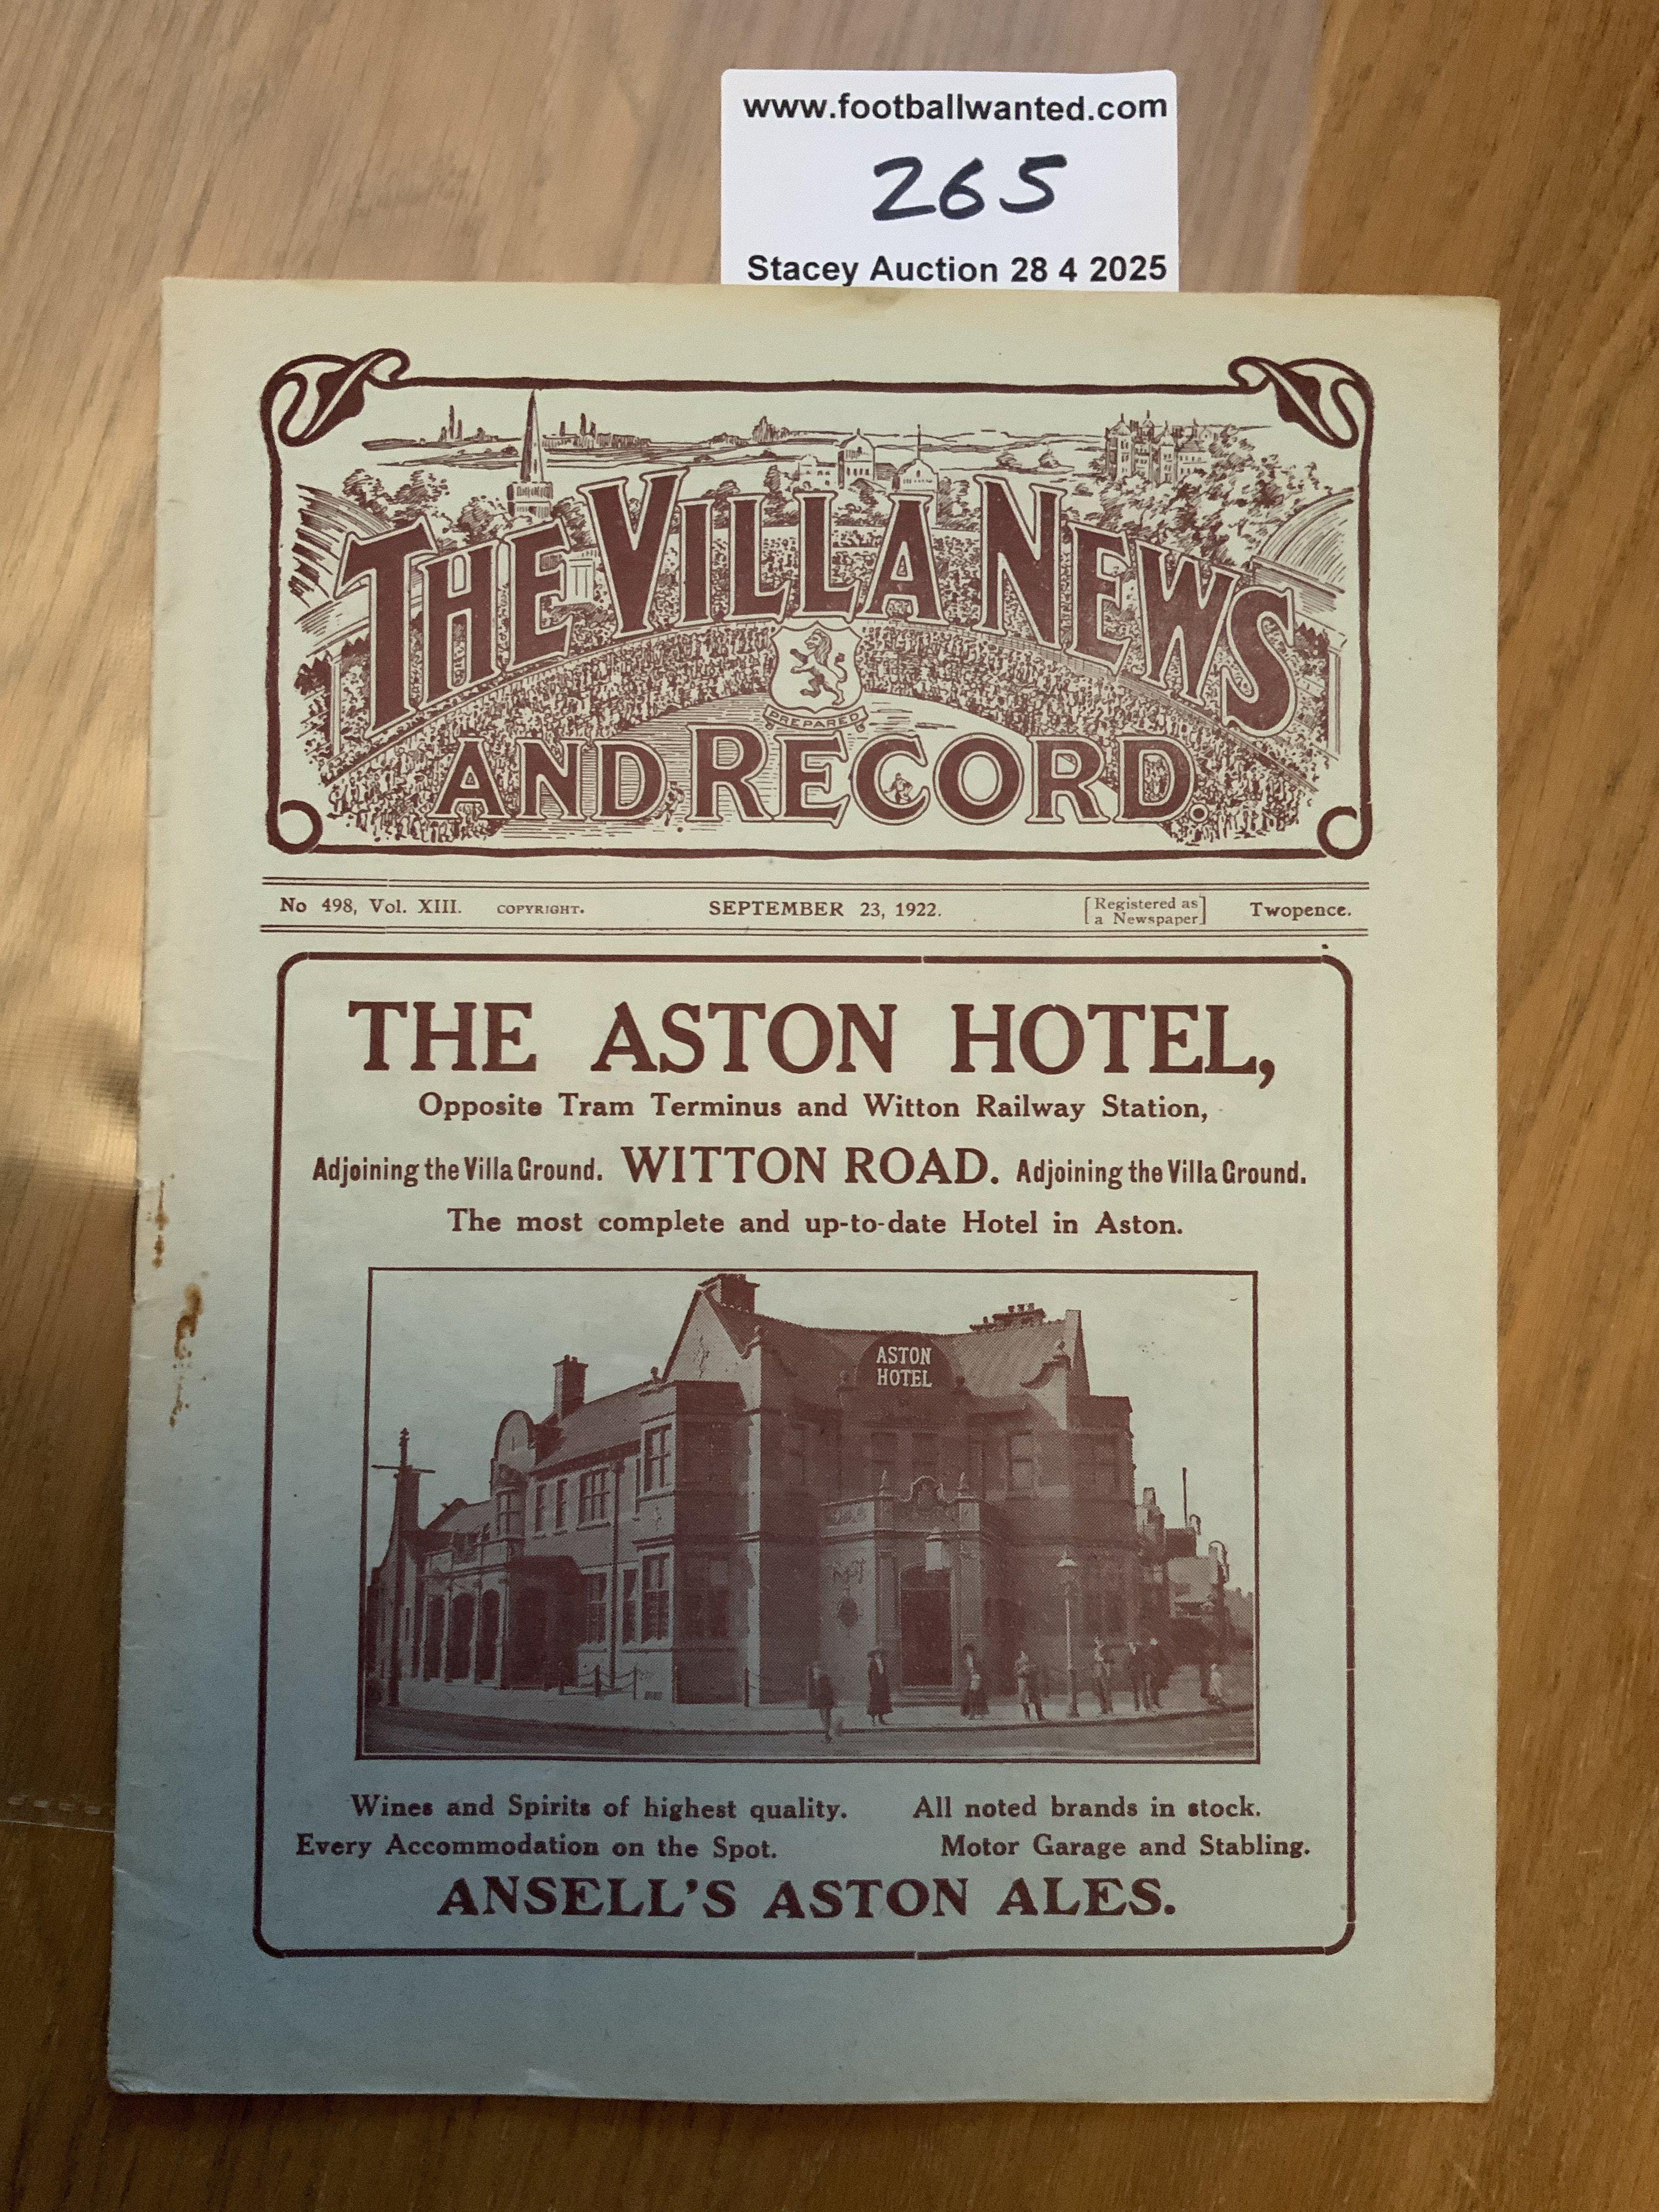 www.footballwanted.com
265
Stacey Auction 28 4 2025
THE VILLA NEWS
PREPARED
AND RECORD.
No 498, Vol. XIII. COPYRIGHT. SEPTEMBER 23, 1922. [Registered as a Newspaper] Twopence.
THE ASTON HOTEL,
Opposite Tram Terminus and Witton Railway Station,
Adjoining the Villa Ground. WITTON ROAD. Adjoining the Villa Ground.
The most complete and up-to-date Hotel in Aston.
ASTON
HOTEL
Wines and Spirits of highest quality. All noted brands in stock.
Every Accommodation on the Spot. Motor Garage and Stabling.
ANSELL'S ASTON ALES.